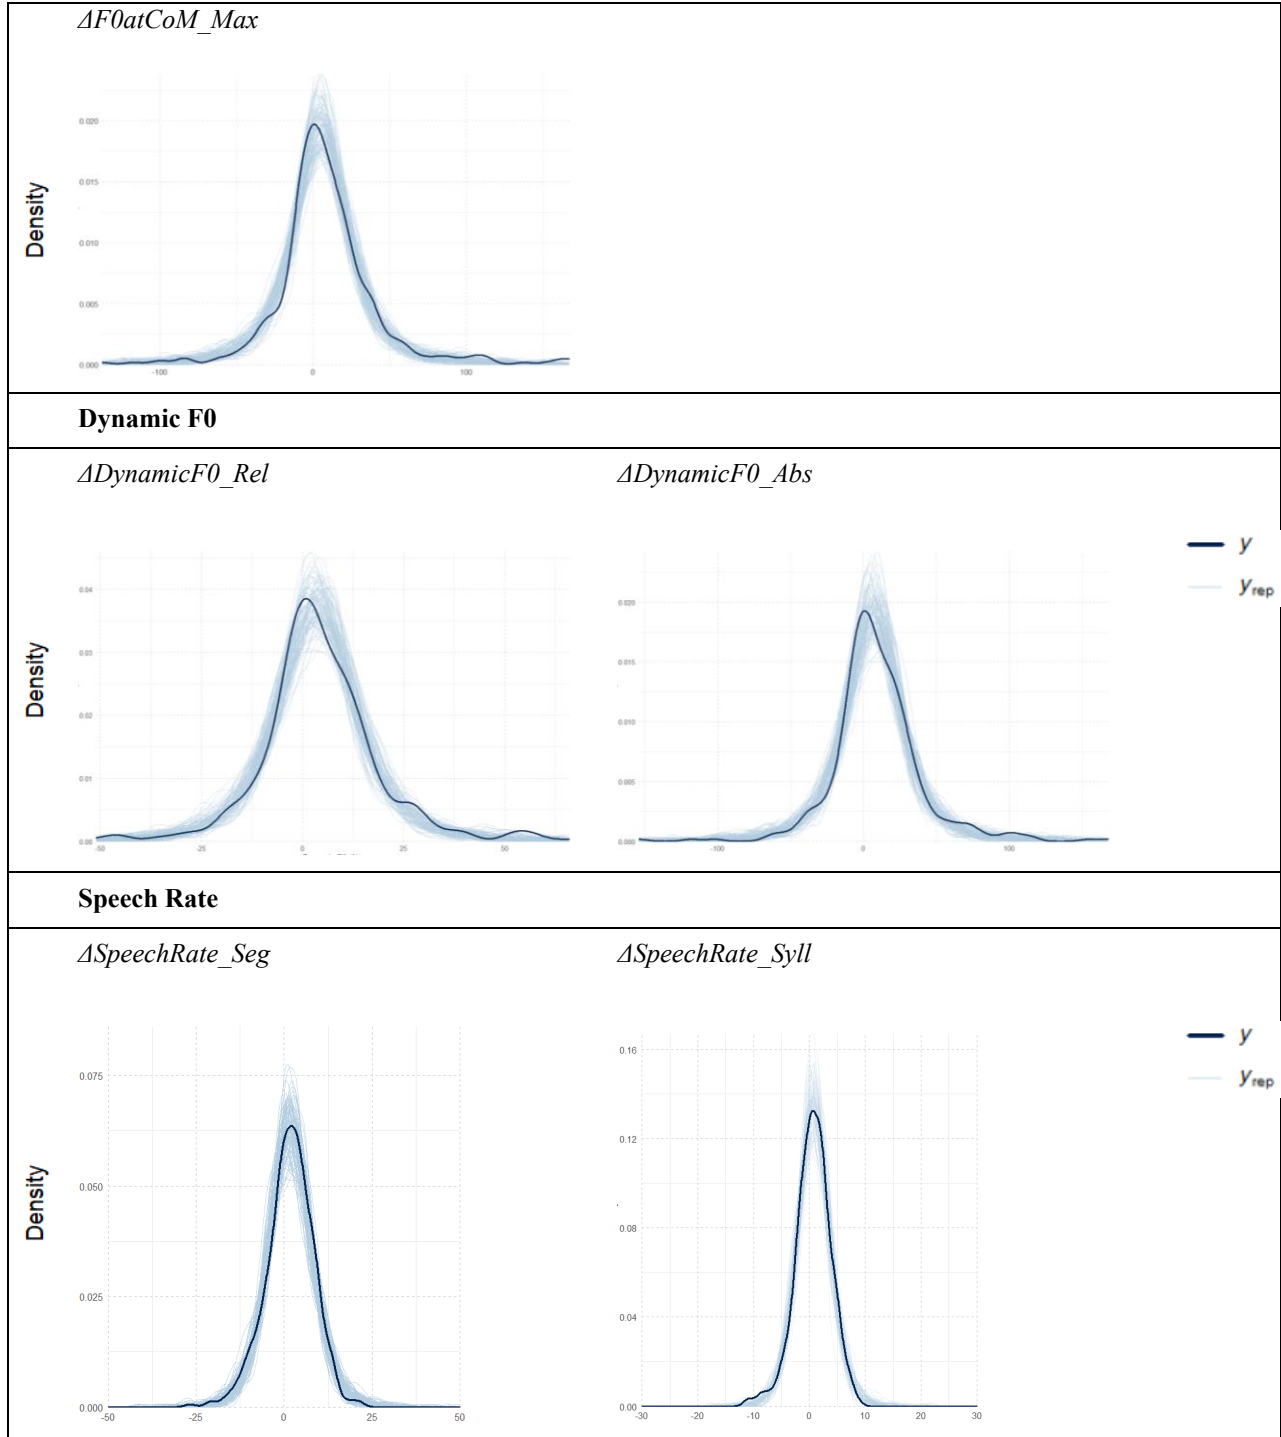 ΔF0atCoM_Max
Density
0.020
0.015
0.010
0.005
0.000
-100 0 100
Dynamic F0
ΔDynamicF0_Rel ΔDynamicF0_Abs
Density
0.04
0.03
0.02
0.01
0.00
-50 -25 0 25 50
0.020
0.015
0.010
0.005
0.000
-100 0 100
y
yrep
Speech Rate
ΔSpeechRate_Seg ΔSpeechRate_Syll
Density
0.075
0.050
0.025
0.000
-50 -25 0 25 50
0.16
0.12
0.08
0.04
0.00
-30 -20 -10 0 10 20 30
y
yrep